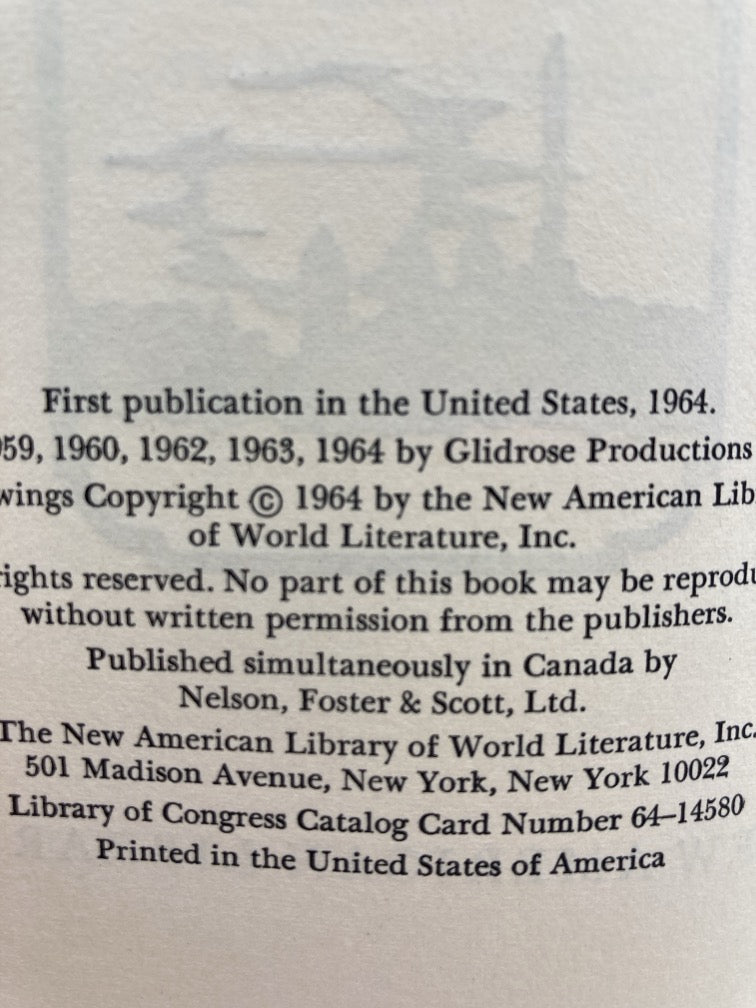 First publication in the United States, 1964.
59, 1960, 1962, 1963, 1964 by Glidrose Productions
wings Copyright © 1964 by the New American Lib
of World Literature, Inc.
rights reserved. No part of this book may be reprodu
without written permission from the publishers.
Published simultaneously in Canada by
Nelson, Foster & Scott, Ltd.
The New American Library of World Literature, Inc.
501 Madison Avenue, New York, New York 10022
Library of Congress Catalog Card Number 64–14580
Printed in the United States of America